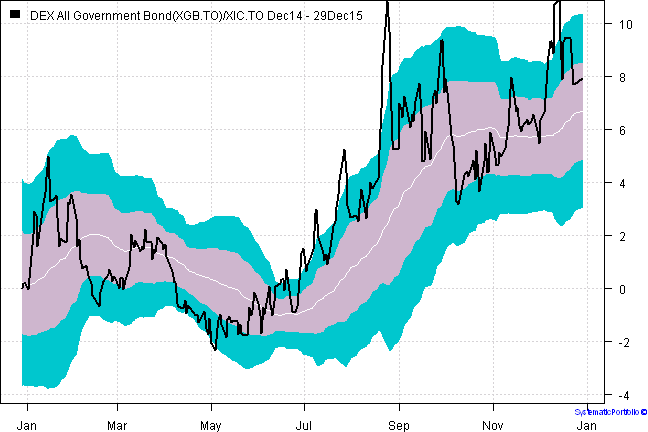 DEX All Government Bond(XGB.TO)/XIC.TO Dec14 - 29Dec15
10
8
6
4
2
0
-2
-4
SystematicPortfolio ©
Jan Mar May Jul Sep Nov Jan